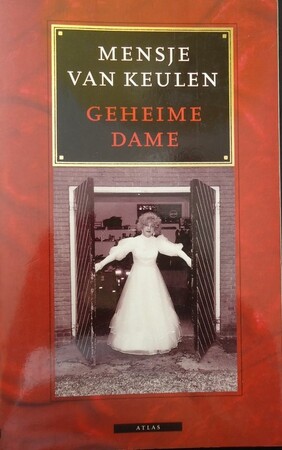 MENSJE
VAN KEULEN
GEHEIME
DAME
ATLAS